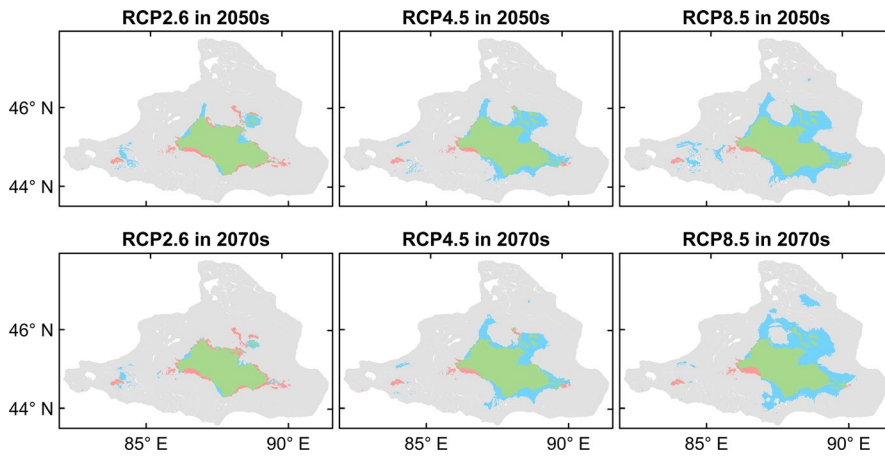 RCP2.6 in 2050s
RCP4.5 in 2050s
RCP8.5 in 2050s
46° N
44° N
RCP2.6 in 2070s
RCP4.5 in 2070s
RCP8.5 in 2070s
46° N
44° N
85° E
90° E
85° E
90° E
85° E
90° E